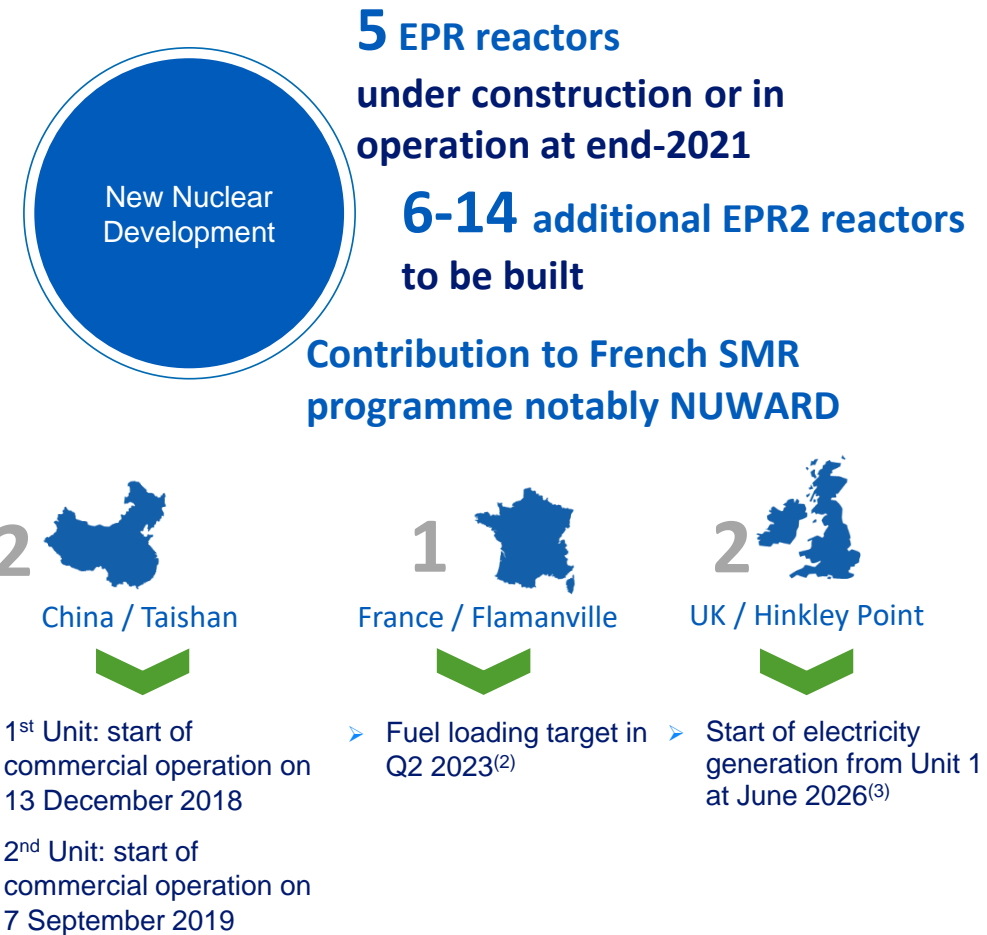 5 EPR reactors
under construction or in
operation at end-2021
New Nuclear
Development
6-14 additional EPR2 reactors
to be built
Contribution to French SMR
programme notably NUWARD
2
China / Taishan
1st Unit: start of
commercial operation on
13 December 2018
2nd Unit: start of
commercial operation on
7 September 2019
1
France / Flamanville
➢ Fuel loading target in
Q2 2023(2)
2
UK / Hinkley Point
➢ Start of electricity
generation from Unit 1
at June 2026(3)